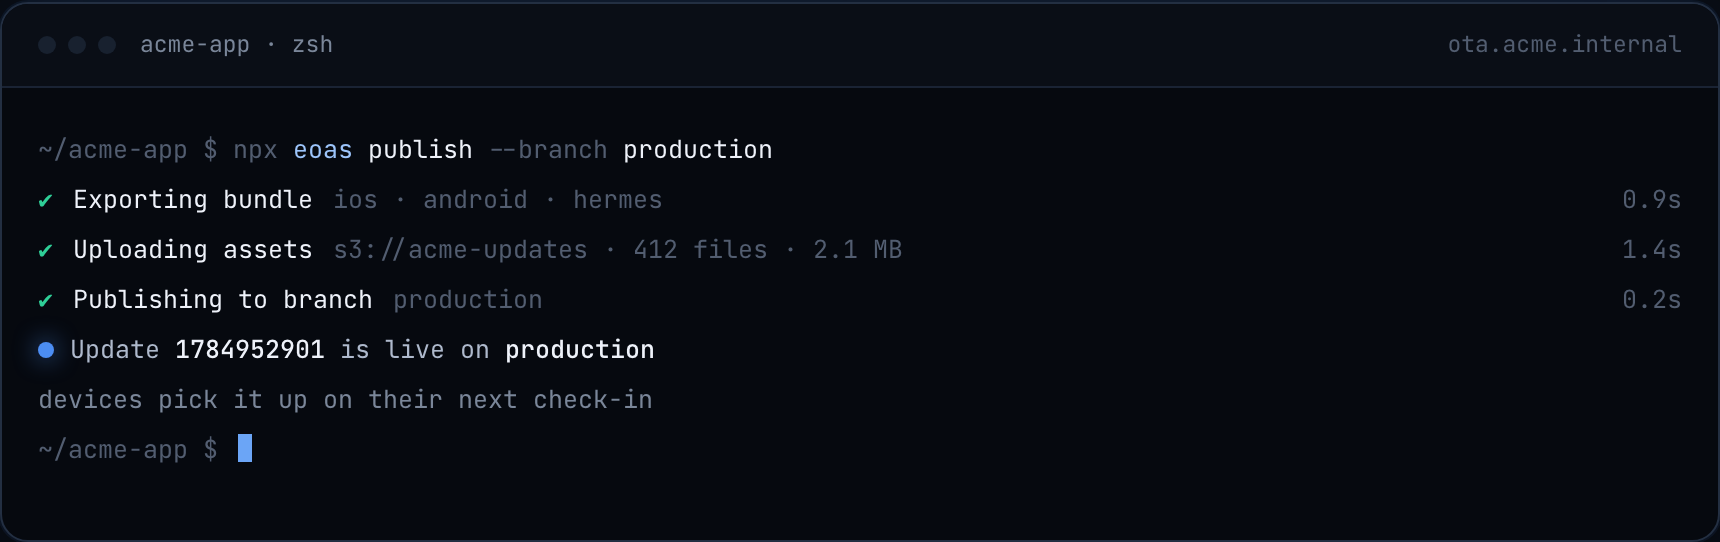 acme-app · zsh
ota.acme.internal
~/acme-app $ npx eoas publish --branch production
✔ Exporting bundle ios · android · hermes 0.9s
✔ Uploading assets s3://acme-updates · 412 files · 2.1 MB 1.4s
✔ Publishing to branch production 0.2s
● Update 1784952901 is live on production
devices pick it up on their next check-in
~/acme-app $